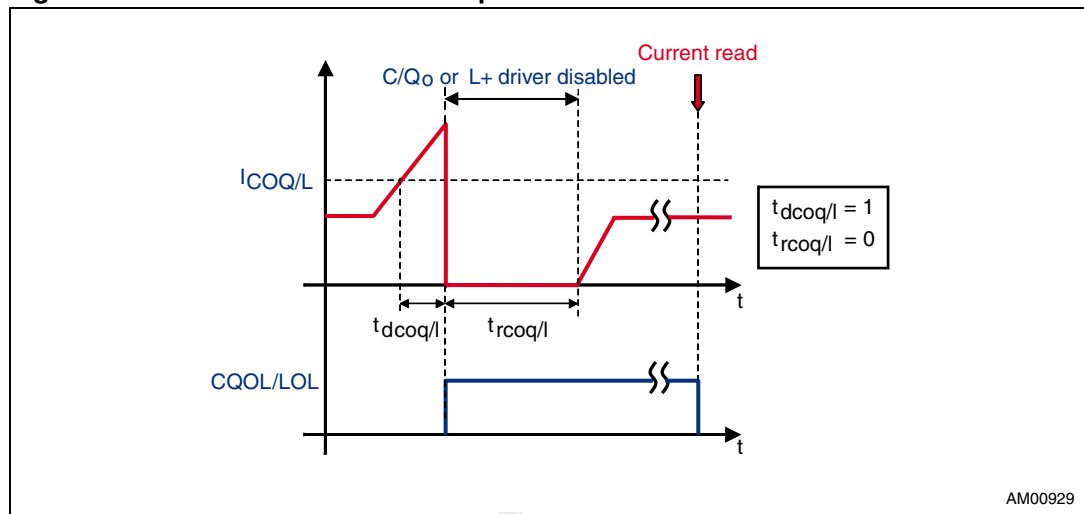 Current read
C/Qo or L+ driver disabled
ICOQ/L
tdcoq/l = 1
trcoq/l = 0
t
tdcoq/l
trcoq/l
CQOL/LOL
t
AM00929